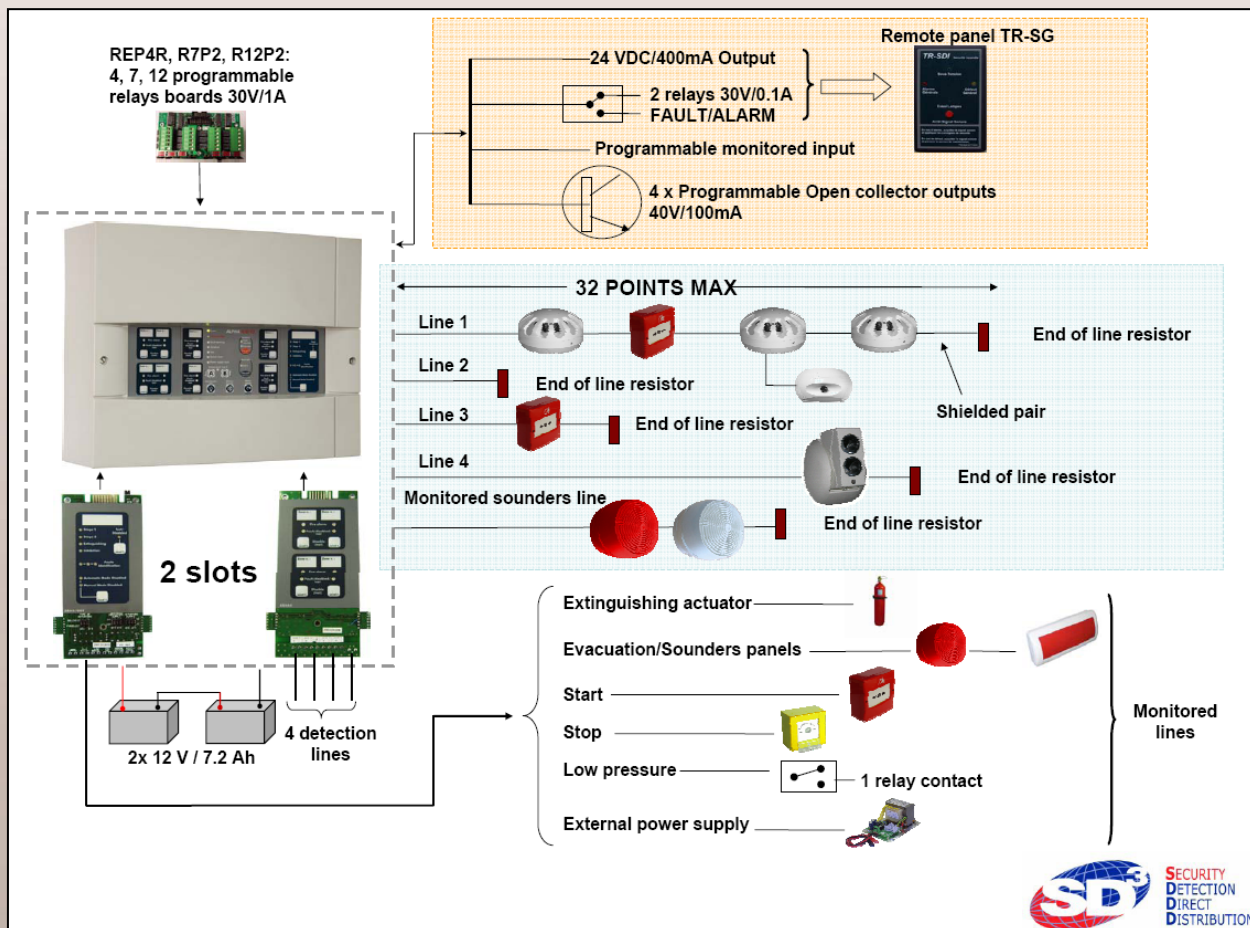 REP4R, R7P2, R12P2:
4, 7, 12 programmable
relays boards 30V/1A
Remote panel TR-SG
24 VDC/400mA Output
2 relays 30V/0.1A
FAULT/ALARM
Programmable monitored input
4 x Programmable Open collector outputs
40V/100mA
TR-SDI
32 POINTS MAX
Line 1
End of line resistor
Line 2
End of line resistor
Shielded pair
Line 3
End of line resistor
Line 4
End of line resistor
Monitored sounders line
End of line resistor
2 slots
2x 12 V / 7.2 Ah
4 detection
lines
Extinguishing actuator
Evacuation/Sounders panels
Start
Stop
Low pressure
1 relay contact
External power supply
Monitored
lines
SD3
SECURITY
DETECTION
DIRECT
DISTRIBUTION